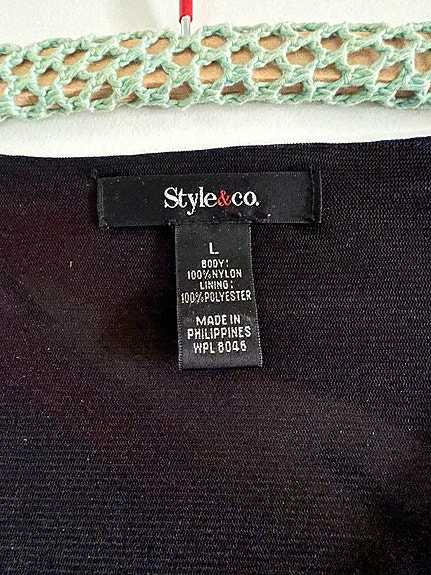 Style&co.
L
BODY:
100%NYLON
LINING:
100%POLYESTER
MADE IN
PHILIPPINES
WPL 8046